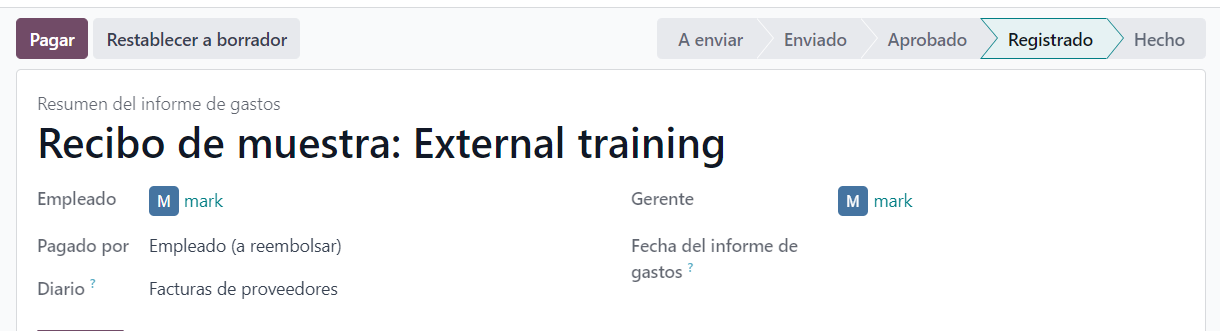 Pagar
Restablecer a borrador
A enviar
Enviado
Aprobado
Registrado
Hecho
Resumen del informe de gastos
Recibo de muestra: External training
Empleado
M mark
Gerente
M mark
Pagado por
Empleado (a reembolsar)
Fecha del informe de
gastos ?
Diario ?
Facturas de proveedores